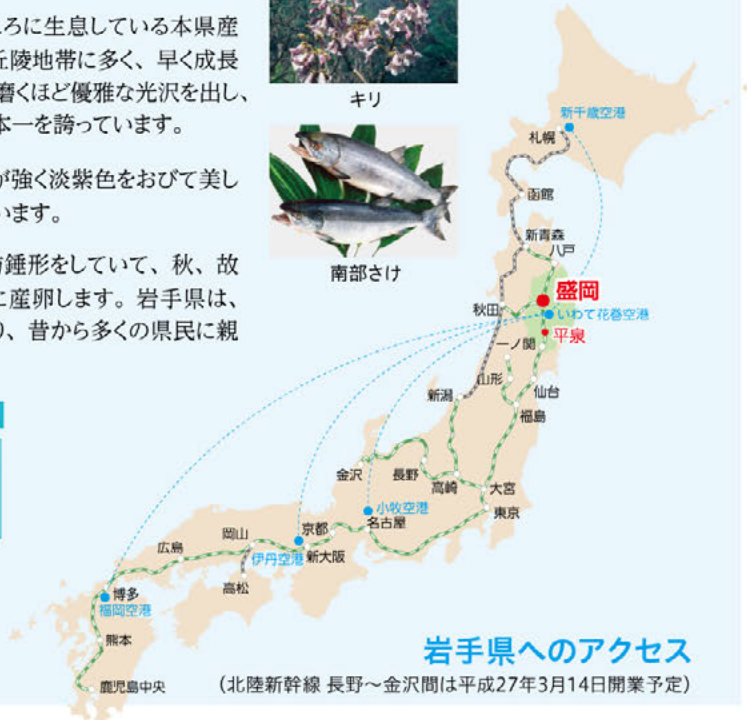 ろに生息している本県産
丘陵地帯に多く、早く成長
磨くほど優雅な光沢を出し、
本一を誇っています。
が強く淡紫色をおびて美し
います。
錘形をしていて、秋、故
に産卵します。岩手県は、
り、昔から多くの県民に親
キリ
南部さけ
新千歳空港
札幌
函館
新青森
八戸
盛岡
秋田
いわて花巻空港
平泉
一ノ関
山形
仙台
新潟
福島
金沢
長野
高崎
大宮
小牧空港
名古屋
東京
京都
岡山
伊丹空港
新大阪
広島
高松
博多
福岡空港
熊本
鹿児島中央
岩手県へのアクセス
(北陸新幹線 長野〜金沢間は平成27年3月14日開業予定)